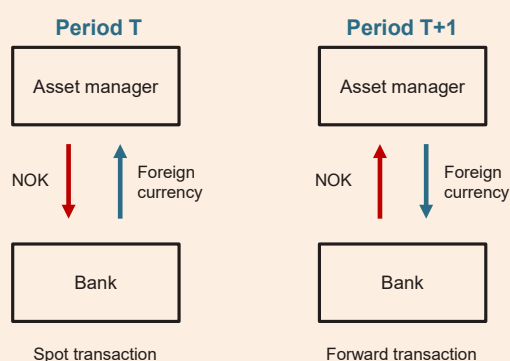 Period T
Period T+1
Asset manager
Asset manager
NOK
Foreign
currency
NOK
Foreign
currency
Bank
Bank
Spot transaction
Forward transaction